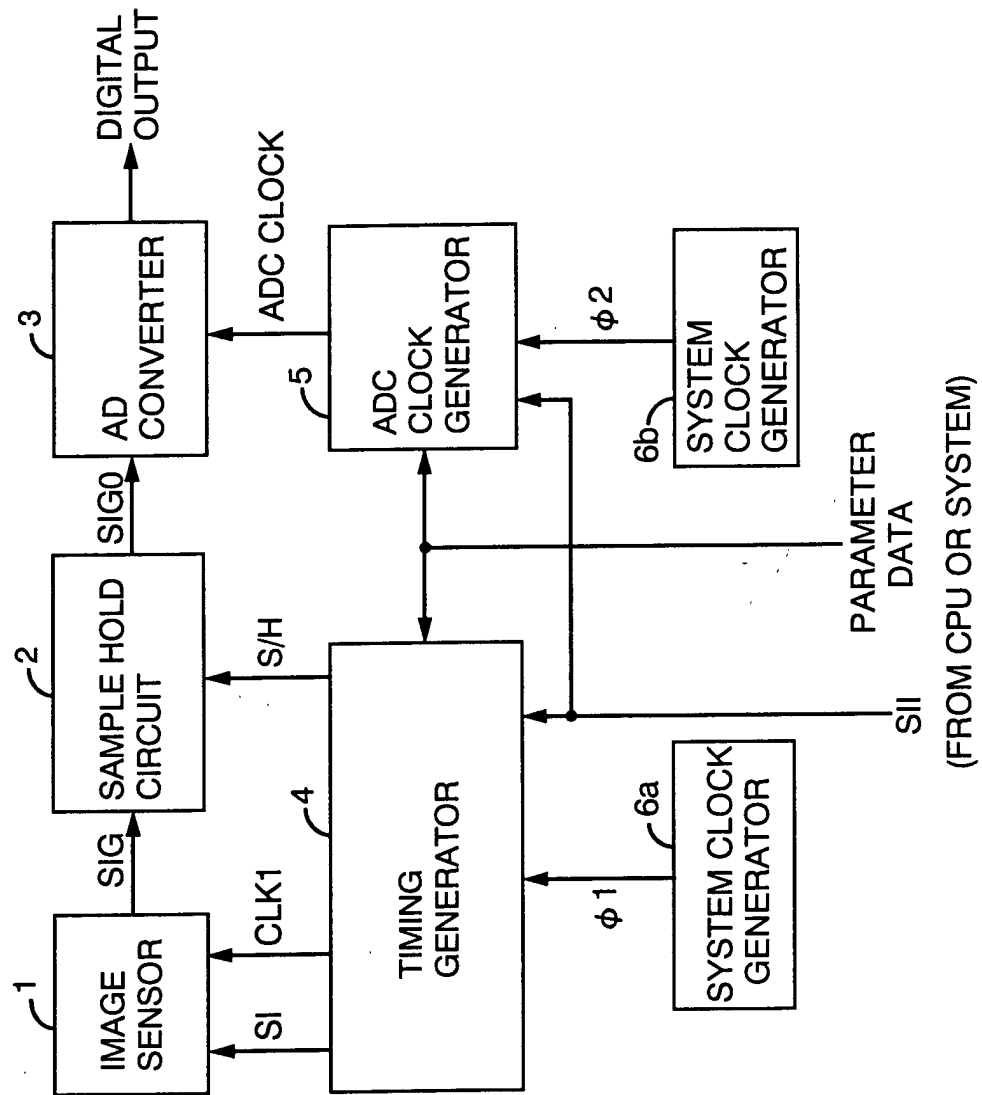 1
IMAGE
SENSOR
SIG
2
SAMPLE HOLD
CIRCUIT
SIG0
3
AD
CONVERTER
DIGITAL
OUTPUT
SI
CLK1
S/H
ADC CLOCK
4
TIMING
GENERATOR
5
ADC
CLOCK
GENERATOR
φ1
φ2
6a
SYSTEM CLOCK
GENERATOR
6b
SYSTEM
CLOCK
GENERATOR
SII
PARAMETER
DATA
(FROM CPU OR SYSTEM)